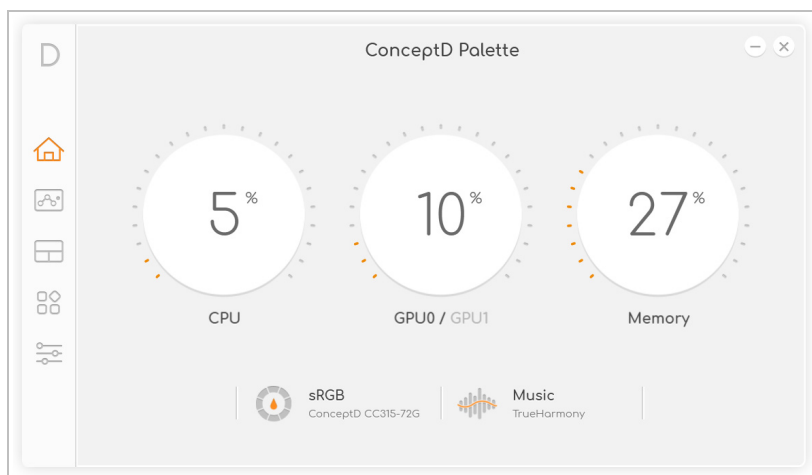 D
ConceptD Palette
5%
10%
27%
CPU
GPU0 / GPU1
Memory
sRGB
ConceptD CC315-72G
Music
TrueHarmony